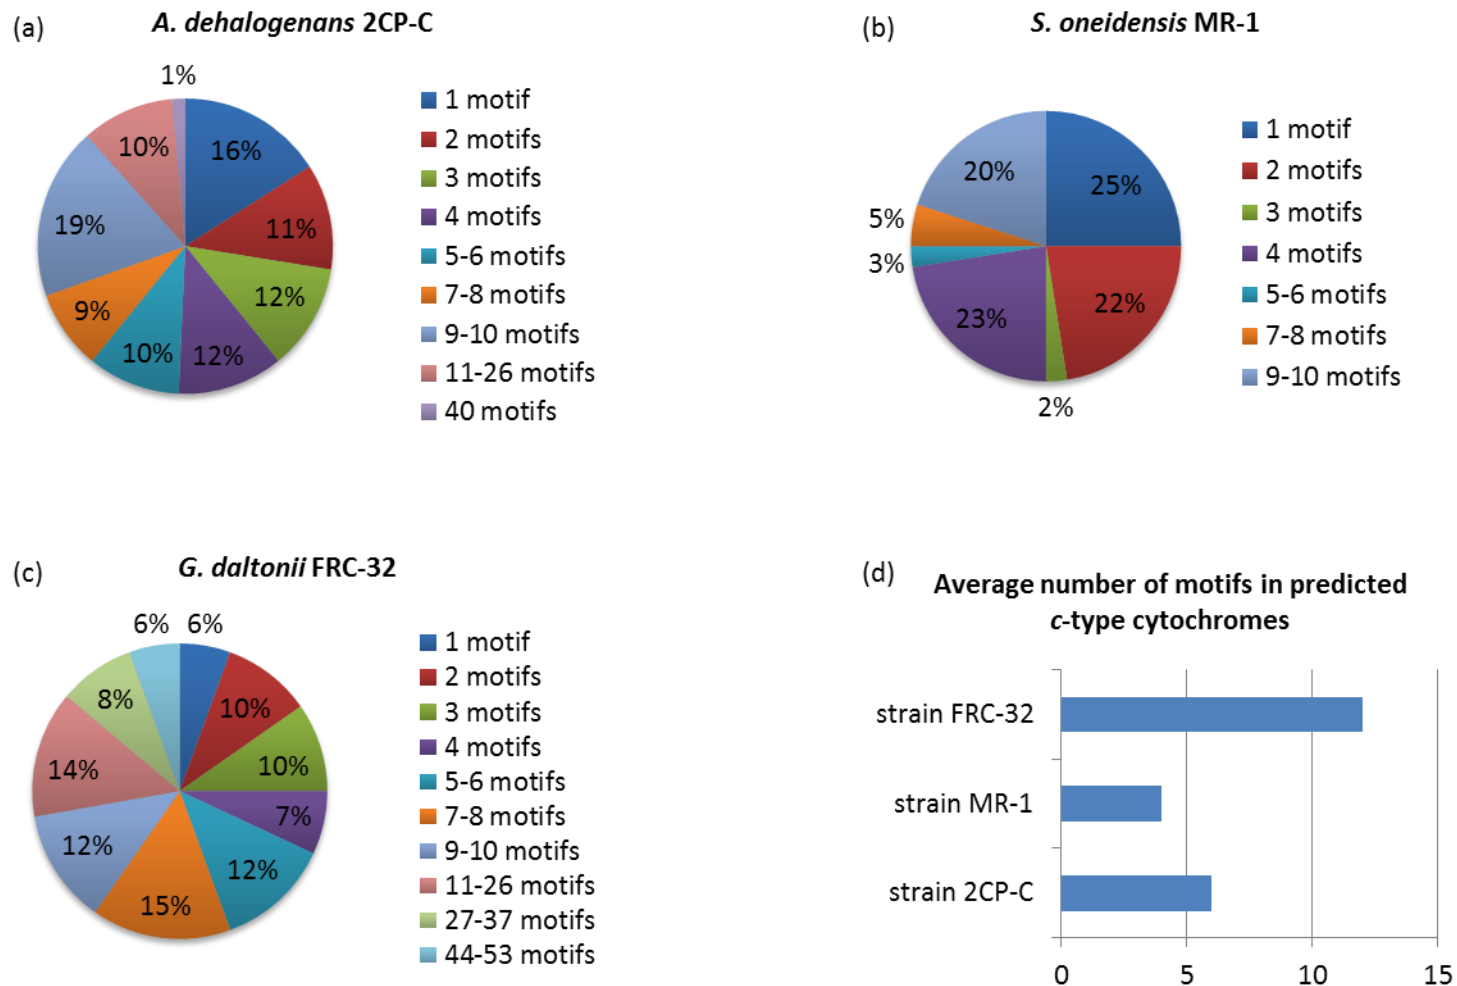 (a)
A. dehalogenans 2CP-C
1%
16%
11%
12%
12%
10%
9%
19%
10%
1 motif
2 motifs
3 motifs
4 motifs
5-6 motifs
7-8 motifs
9-10 motifs
11-26 motifs
40 motifs
(b)
S. oneidensis MR-1
25%
22%
2%
23%
3%
5%
20%
1 motif
2 motifs
3 motifs
4 motifs
5-6 motifs
7-8 motifs
9-10 motifs
(c)
G. daltonii FRC-32
6%
6%
10%
10%
7%
12%
15%
12%
14%
8%
1 motif
2 motifs
3 motifs
4 motifs
5-6 motifs
7-8 motifs
9-10 motifs
11-26 motifs
27-37 motifs
44-53 motifs
(d)
Average number of motifs in predicted
c-type cytochromes
strain FRC-32
strain MR-1
strain 2CP-C
0 5 10 15